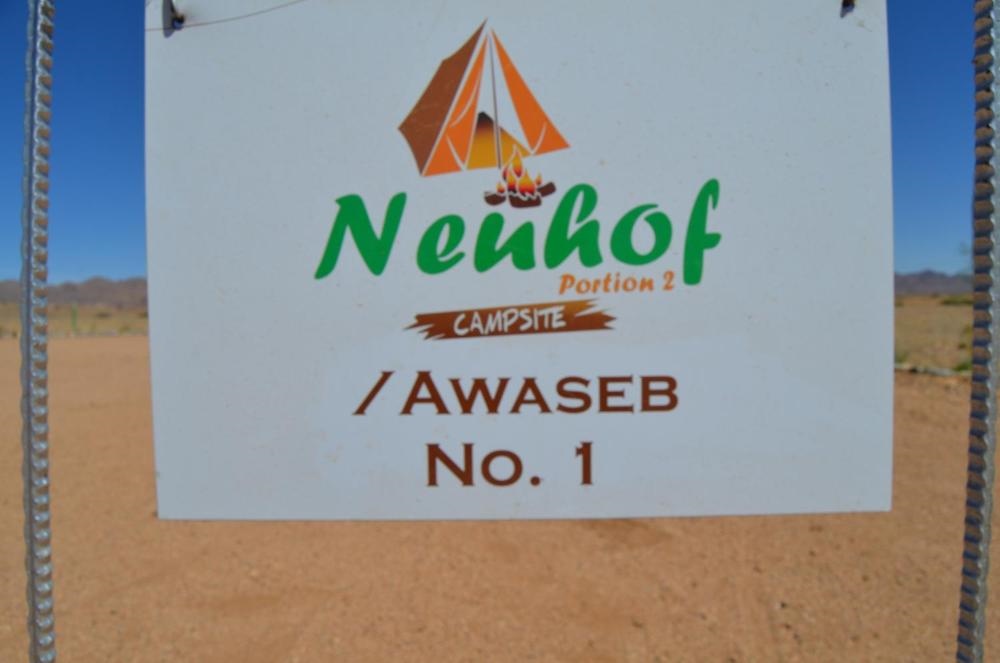 Neuhof
Portion 2
CAMPSITE
/AWASEB
No. 1